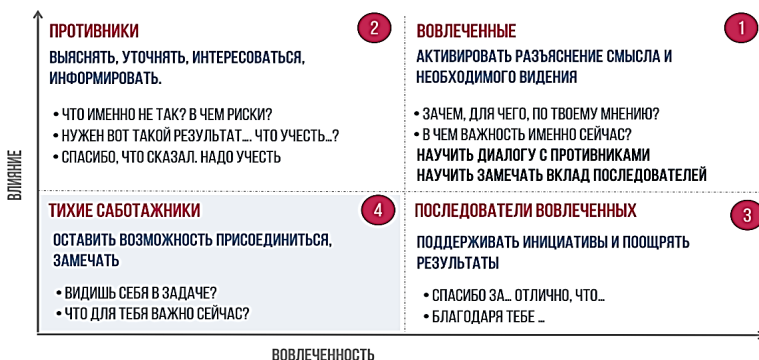 ПРОТИВНИКИ
2
ВЫЯСНЯТЬ, УТОЧНЯТЬ, ИНТЕРЕСОВАТЬСЯ,
ИНФОРМИРОВАТЬ.
• ЧТО ИМЕННО НЕ ТАК? В ЧЕМ РИСКИ?
• НУЖЕН ВОТ ТАКОЙ РЕЗУЛЬТАТ.... ЧТО УЧЕСТЬ...?
• СПАСИБО, ЧТО СКАЗАЛ. НАДО УЧЕСТЬ
ВОВЛЕЧЕННЫЕ
1
АКТИВИРОВАТЬ РАЗЪЯСНЕНИЕ СМЫСЛА И
НЕОБХОДИМОГО ВИДЕНИЯ
• ЗАЧЕМ, ДЛЯ ЧЕГО, ПО ТВОЕМУ МНЕНИЮ?
• В ЧЕМ ВАЖНОСТЬ ИМЕННО СЕЙЧАС?
НАУЧИТЬ ДИАЛОГУ С ПРОТИВНИКАМИ
НАУЧИТЬ ЗАМЕЧАТЬ ВКЛАД ПОСЛЕДОВАТЕЛЕЙ
ВЛИЯНИЕ
ТИХИЕ САБОТАЖНИКИ
4
ОСТАВИТЬ ВОЗМОЖНОСТЬ ПРИСОЕДИНИТЬСЯ,
ЗАМЕЧАТЬ
• ВИДИШЬ СЕБЯ В ЗАДАЧЕ?
• ЧТО ДЛЯ ТЕБЯ ВАЖНО СЕЙЧАС?
ПОСЛЕДОВАТЕЛИ ВОВЛЕЧЕННЫХ
3
ПОДДЕРЖИВАТЬ ИНИЦИАТИВЫ И ПООЩРЯТЬ
РЕЗУЛЬТАТЫ
• СПАСИБО ЗА... ОТЛИЧНО, ЧТО...
• БЛАГОДАРЯ ТЕБЕ ...
ВОВЛЕЧЕННОСТЬ